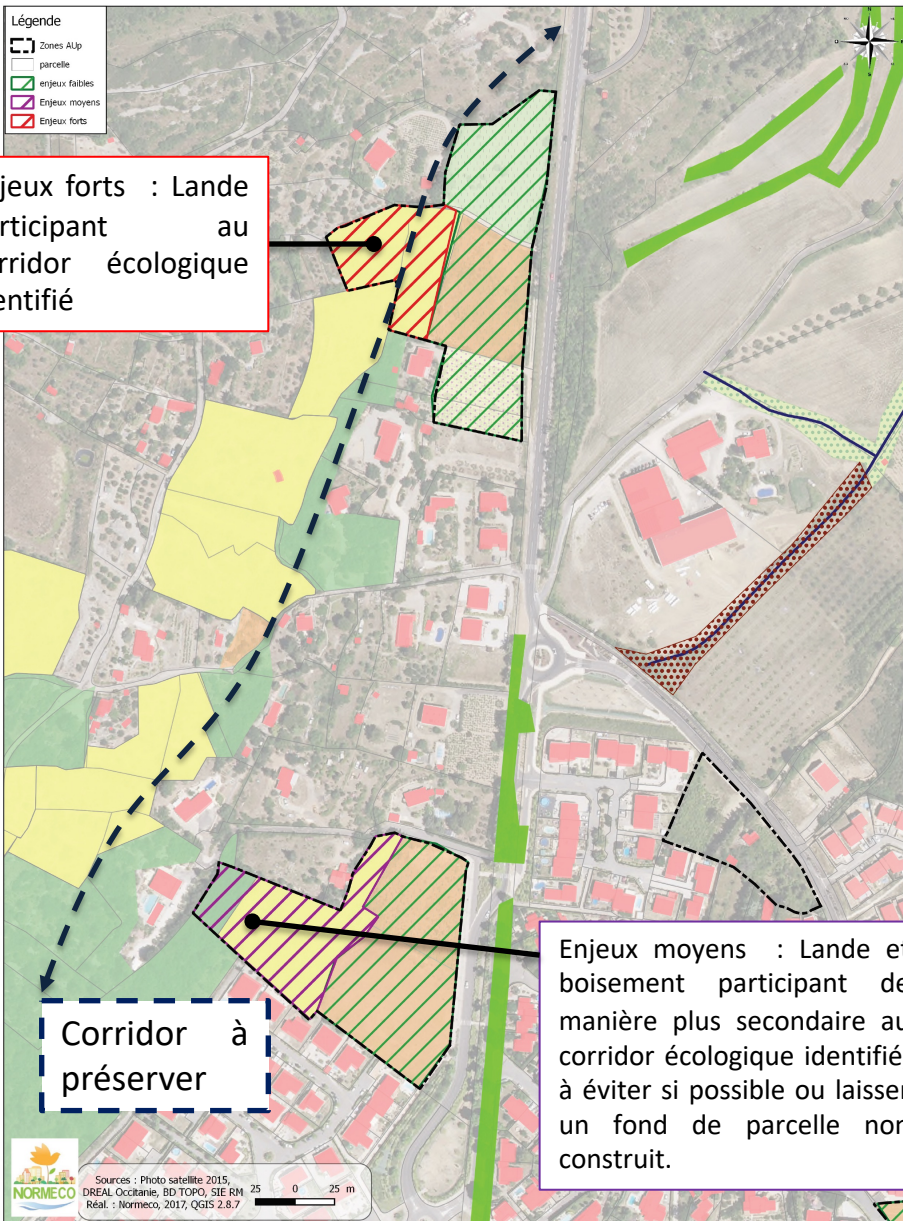 Légende
Zones AUp
parcelle
enjeux faibles
Enjeux moyens
Enjeux forts
jeux forts : Lande
rticipant au
rridor écologique
entifié
Corridor à
préserver
Enjeux moyens : Lande et
boisement participant de
manière plus secondaire au
corridor écologique identifié
à éviter si possible ou laisser
un fond de parcelle non
construit.
NORMECO
Sources : Photo satellite 2015,
DREAL Occitanie, BD TOPO, SIE RM
Réal. : Normeco, 2017, QGIS 2.8.7
25 0 25 m